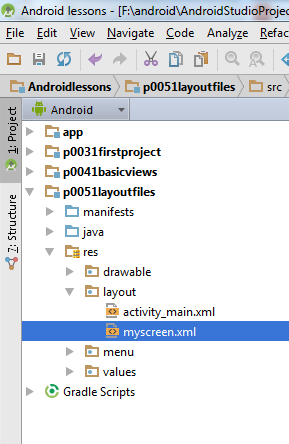 Android lessons - [F:\android\AndroidStudioProje
File Edit View Navigate Code Analyze Refac
Androidlessons p0051layoutfiles src
1: Project
Android
7: Structure
app
p0031firstproject
p0041basicviews
p0051layoutfiles
manifests
java
res
drawable
layout
activity_main.xml
myscreen.xml
menu
values
Gradle Scripts